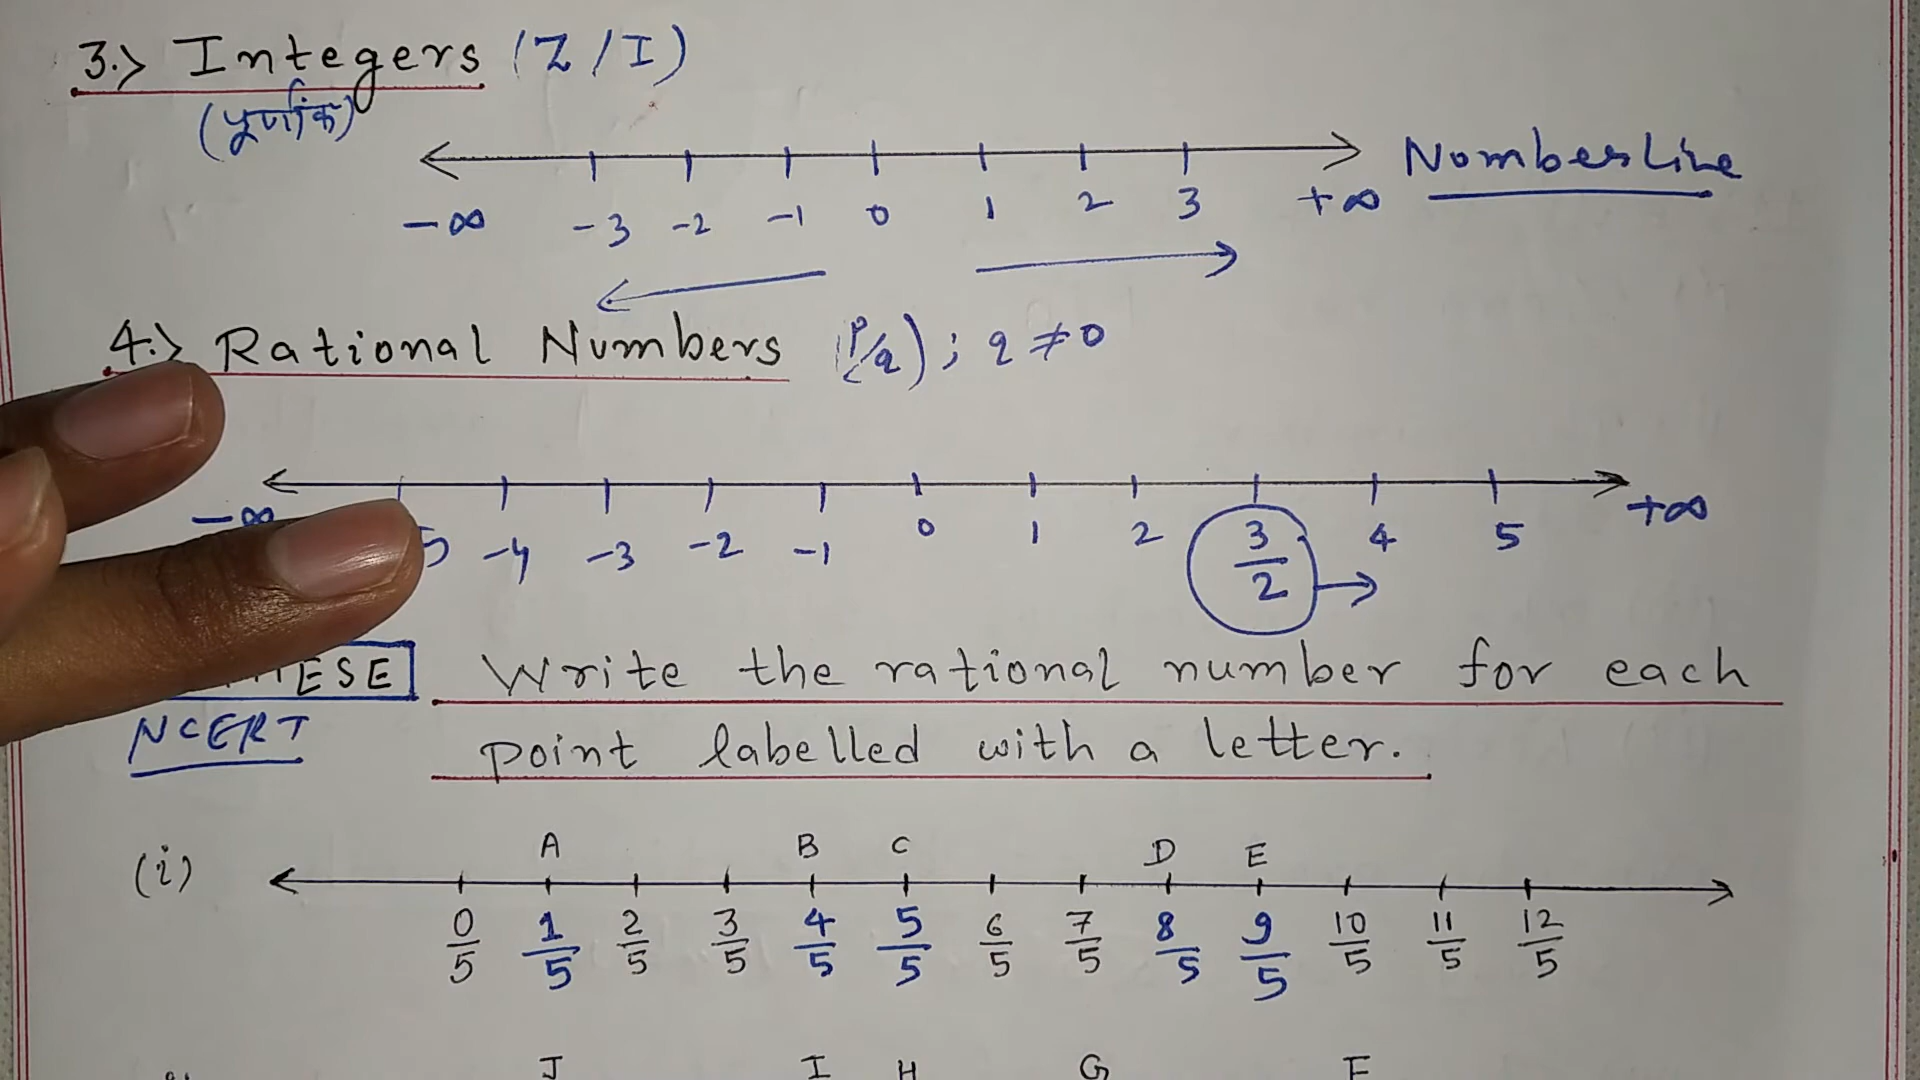 3.> Integers (Z/I)
(पूर्णांक)
Nomber Line
-∞ -3 -2 -1 0 1 2 3 +∞
4.> Rational Numbers (P/q); q ≠ 0
-∞ 5 -4 -3 -2 -1 0 1 2 3/2 4 5 +∞
ESE Write the rational number for each
NCERT point labelled with a letter.
(i) A B C D E
0/5 1/5 2/5 3/5 4/5 5/5 6/5 7/5 8/5 9/5 10/5 11/5 12/5
J I H G F